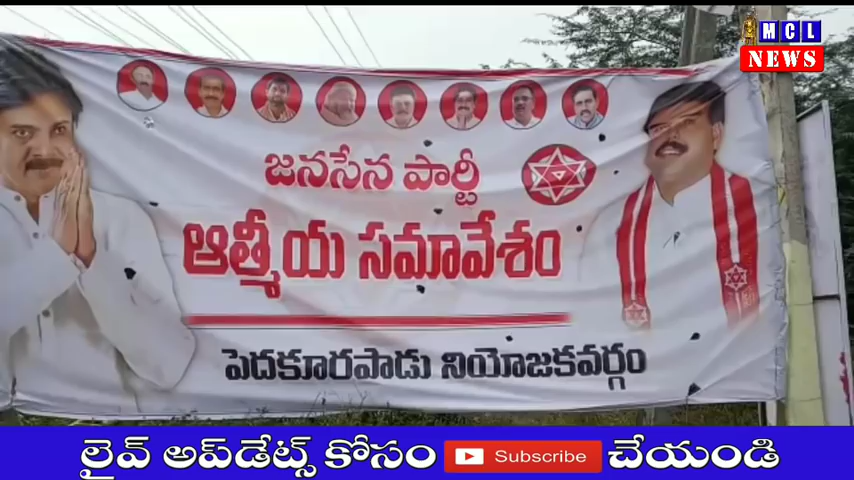 MCL
NEWS
జనసేన పార్టీ
ఆత్మీయ సమావేశం
పెదకూరపాడు నియోజకవర్గం
లైవ్ అప్‌డేట్స్ కోసం Subscribe చేయండి